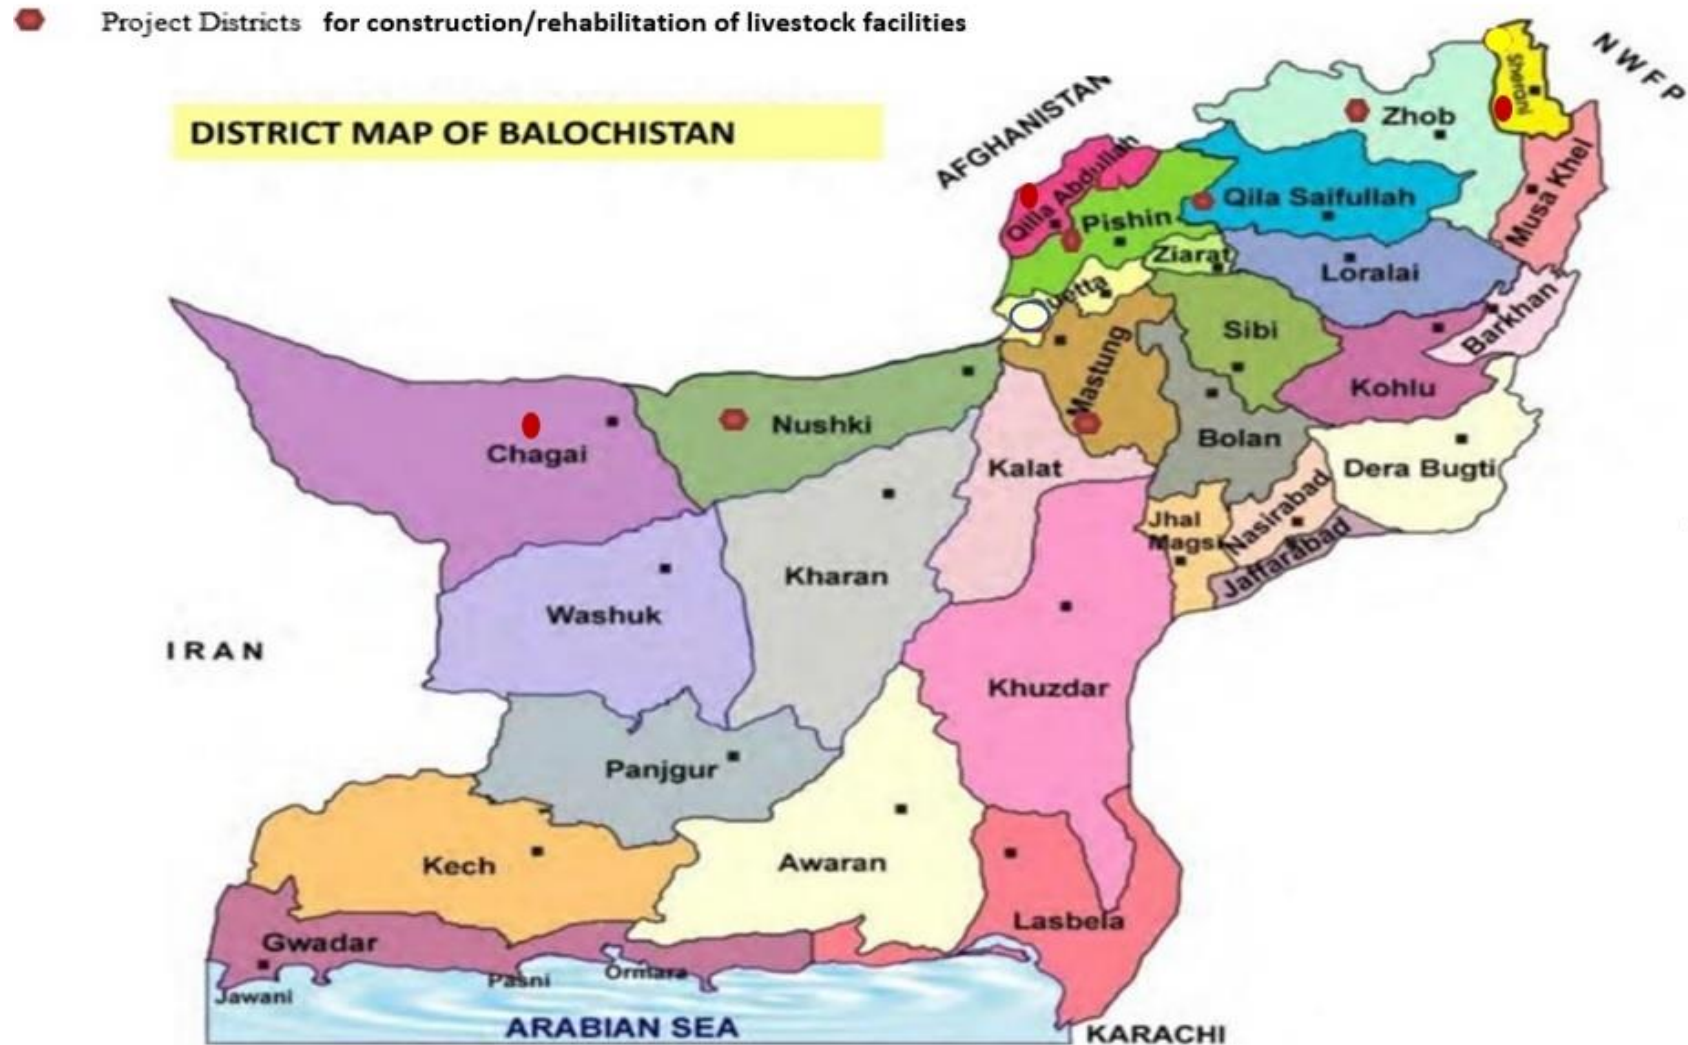 Project Districts for construction/rehabilitation of livestock facilities
DISTRICT MAP OF BALOCHISTAN
NWFP
AFGHANISTAN
Sherani
Zhob
Qilla Abdullah
Qila Saifullah
Musa Khel
Pishin
Ziarat
Loralai
uetta
Barkhan
Sibi
Mastung
Kohlu
Nushki
Chagai
Bolan
Kalat
Dera Bugti
Nasirabad
Jhal
Magsi
Jaffarabad
Kharan
Washuk
IRAN
Khuzdar
Panjgur
Kech
Awaran
Lasbela
Gwadar
Ormara
Pasni
Jawani
ARABIAN SEA
KARACHI